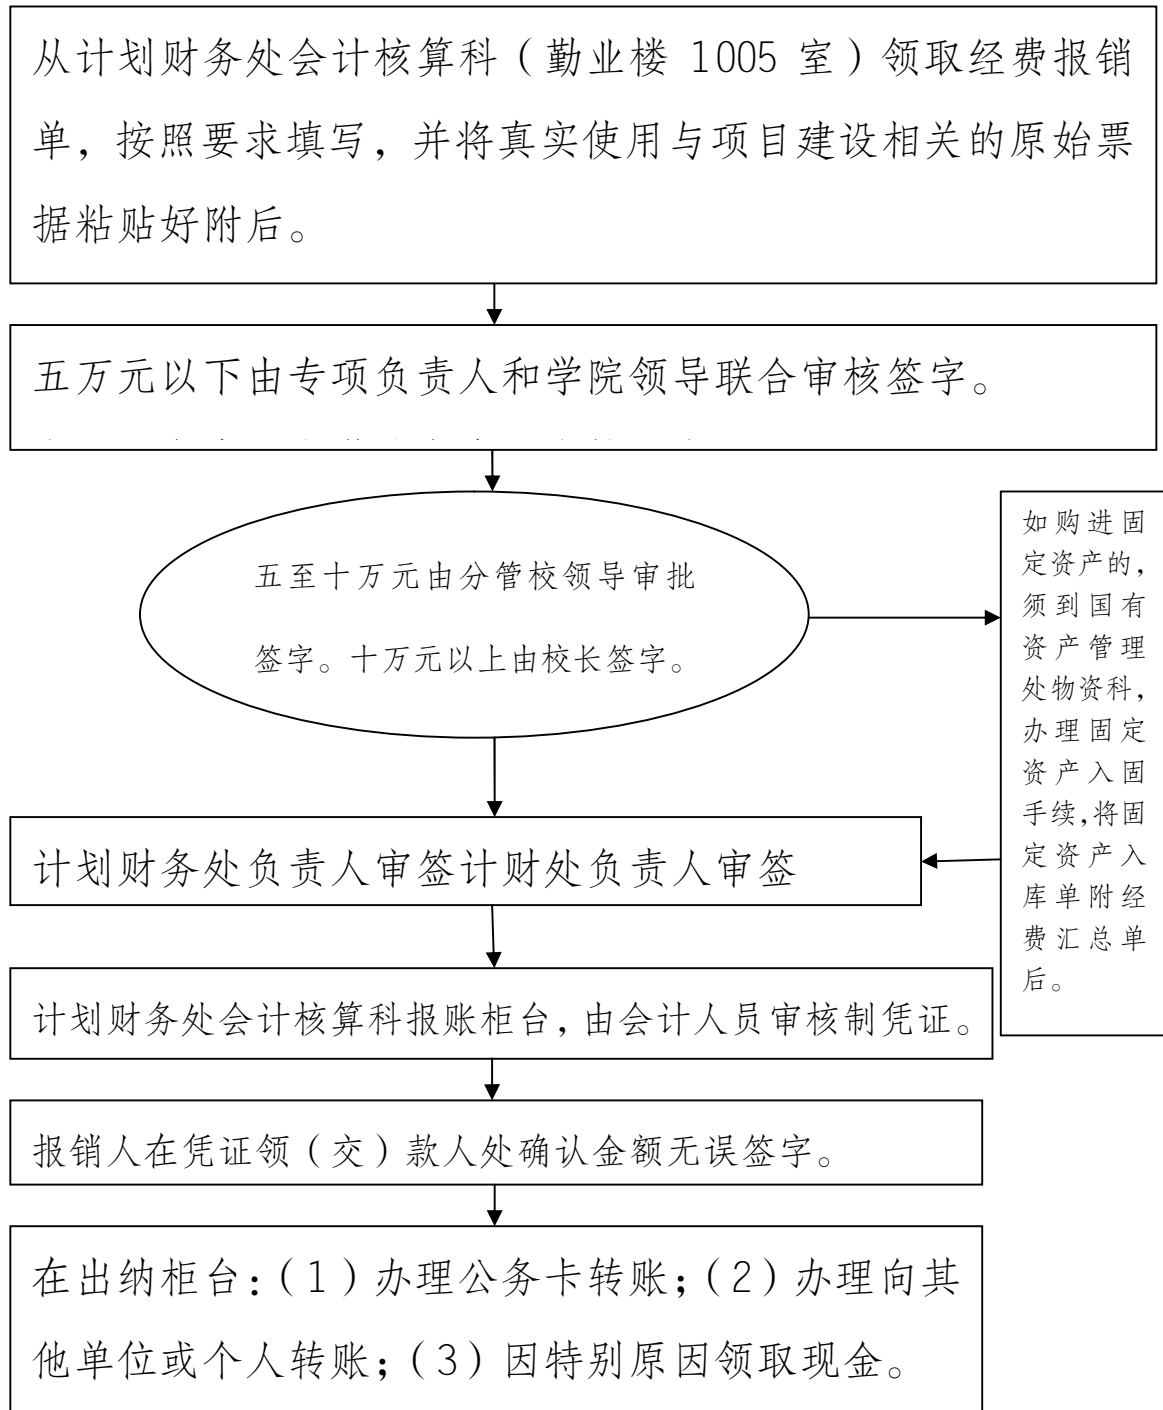 从计划财务处会计核算科（勤业楼 1005 室）领取经费报销
单，按照要求填写，并将真实使用与项目建设相关的原始票
据粘贴好附后。
五万元以下由专项负责人和学院领导联合审核签字。
五至十万元由分管校领导审批
签字。十万元以上由校长签字。
如购进固
定资产的，
须到国有
资产管理
处物资科，
办理固定
资产入固
手续，将固
定资产入
库单附经
费汇总单
后。
计划财务处负责人审签计财处负责人审签
计划财务处会计核算科报账柜台，由会计人员审核制凭证。
报销人在凭证领（交）款人处确认金额无误签字。
在出纳柜台：（1）办理公务卡转账；（2）办理向其
他单位或个人转账；（3）因特别原因领取现金。